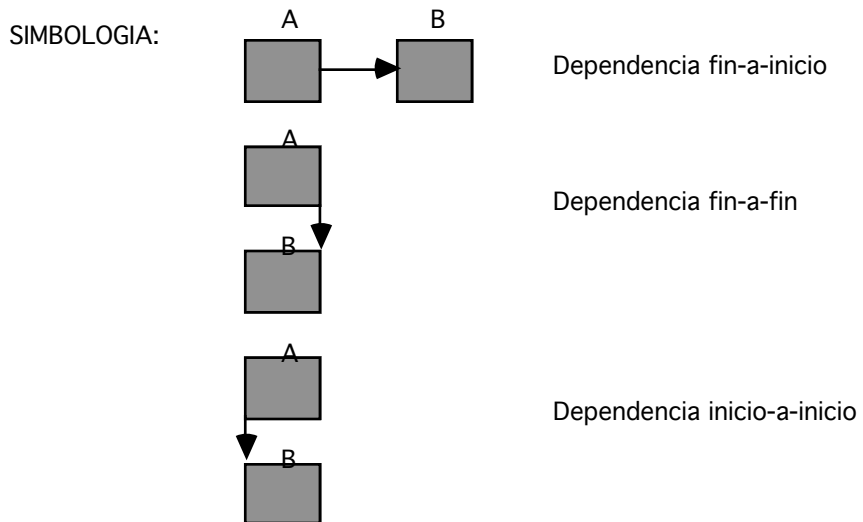 SIMBOLOGIA:
A B
Dependencia fin-a-inicio
A
Dependencia fin-a-fin
B
A
Dependencia inicio-a-inicio
B